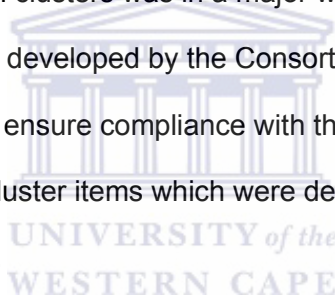 clusters was in a major
developed by the Consort
ensure compliance with th
luster items which were de
UNIVERSITY of the
WESTERN CAPE